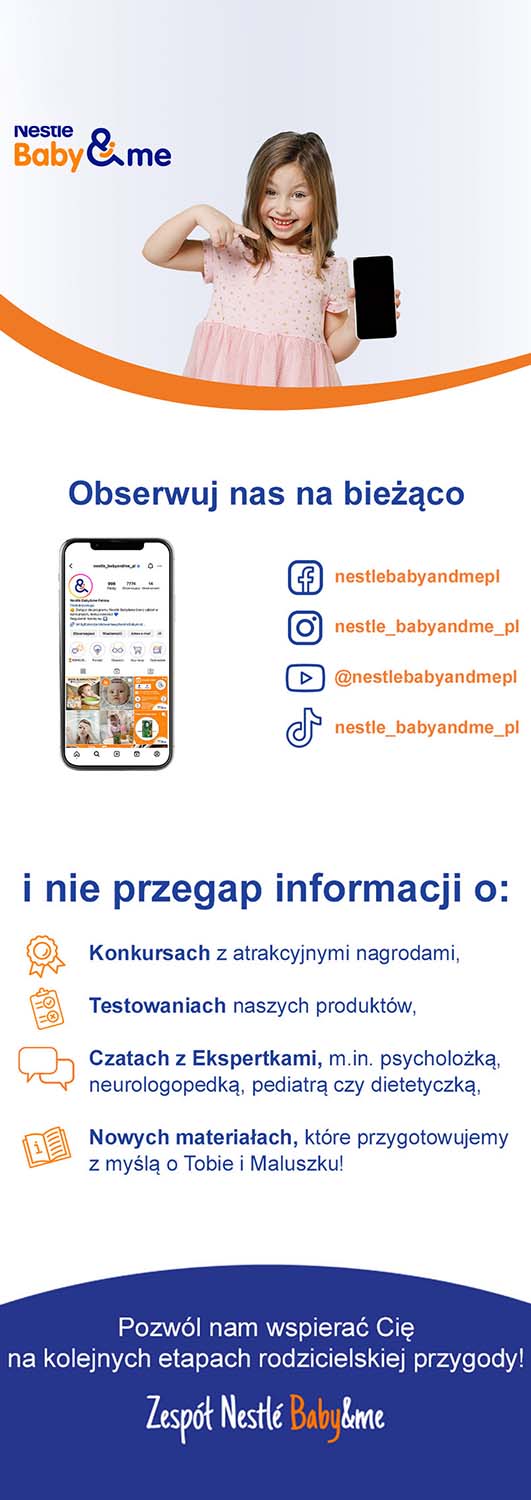 Nestlé
Baby & me
Obserwuj nas na bieżąco
nestle_babyandme_pl
nestlebabyandmepl
nestle_babyandme_pl
@nestlebabyandmepl
nestle_babyandme_pl
i nie przegap informacji o:
Konkursach z atrakcyjnymi nagrodami,
Testowaniach naszych produktów,
Czatach z Ekspertkami, m.in. psycholożką,
neurologopedką, pediatrą czy dietetyczką,
Nowych materiałach, które przygotowujemy
z myślą o Tobie i Maluszku!
Pozwól nam wspierać Cię
na kolejnych etapach rodzicielskiej przygody!
Zespół Nestlé Baby&me